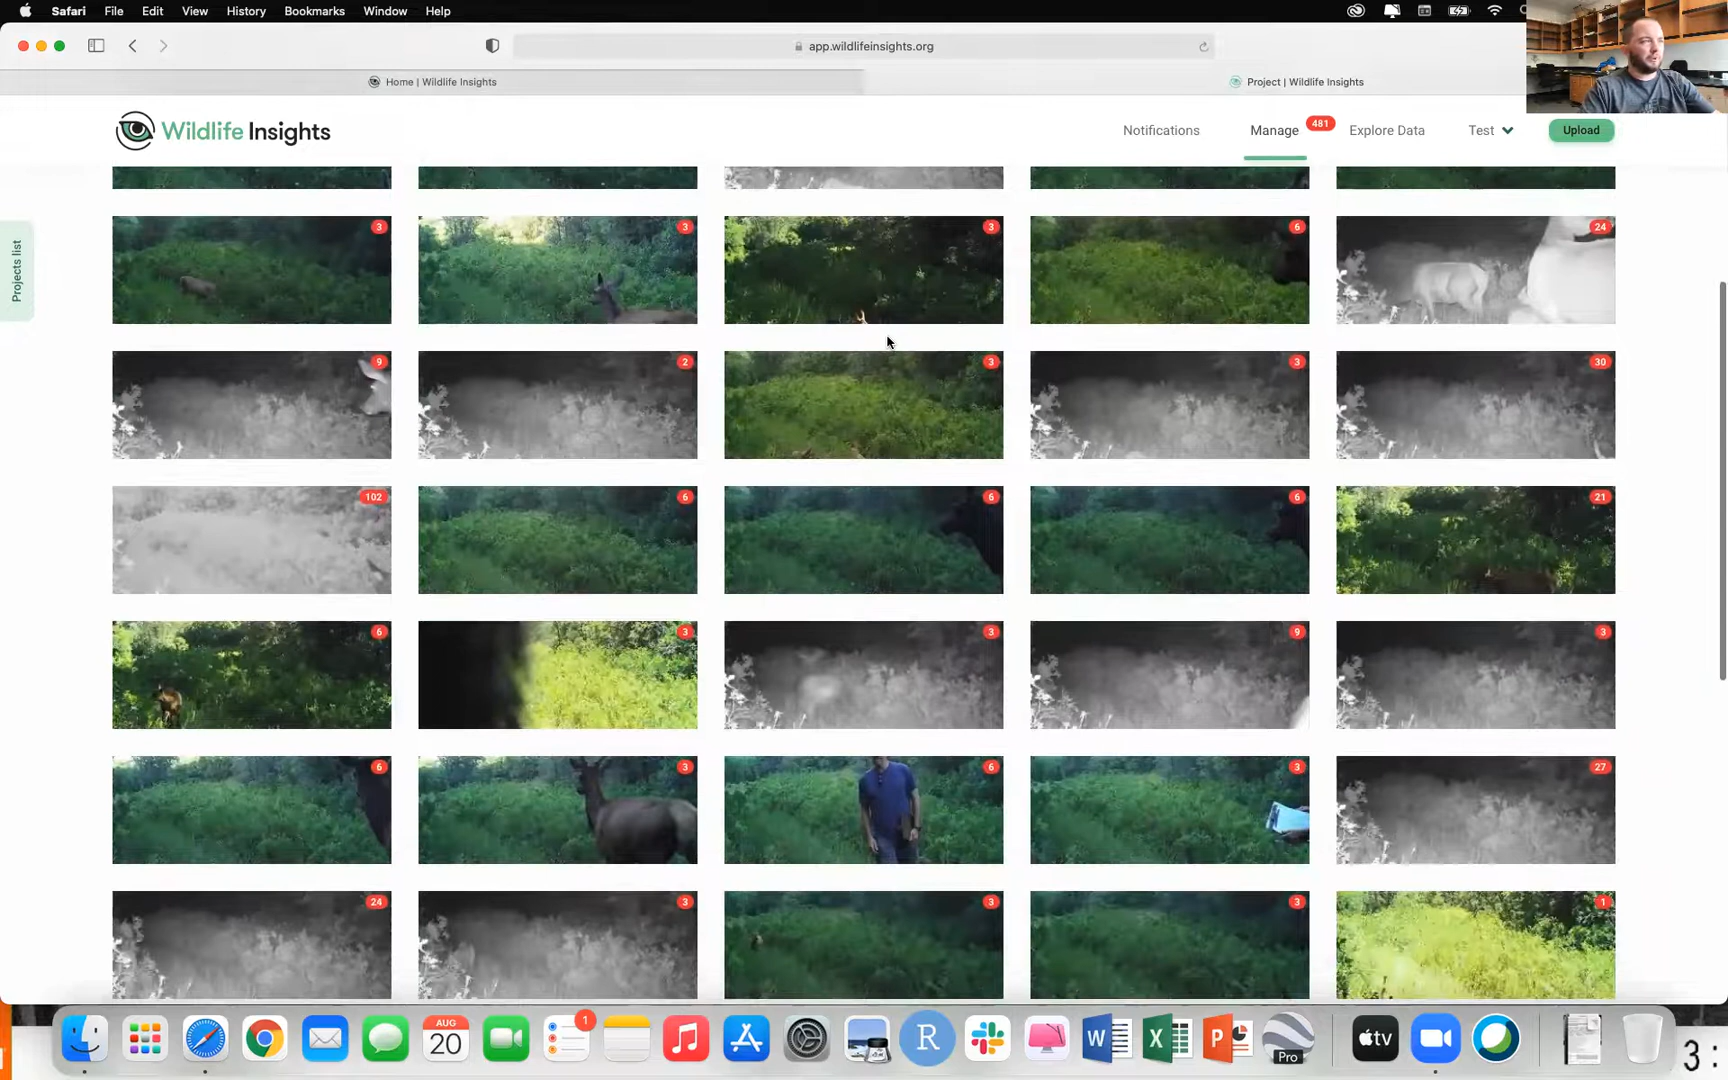 Safari File Edit View History Bookmarks Window Help
app.wildlifeinsights.org
Home | Wildlife Insights
Project | Wildlife Insights
Wildlife Insights
Notifications Manage 481 Explore Data Test Upload
Projects list
3 3 3 6 24
9 2 3 3 30
102 6 6 6 21
6 3 3 9 3
6 3 6 3 27
24 3 3 3 1
AUG
20
1
R
W
X
P
Pro
tv
3: